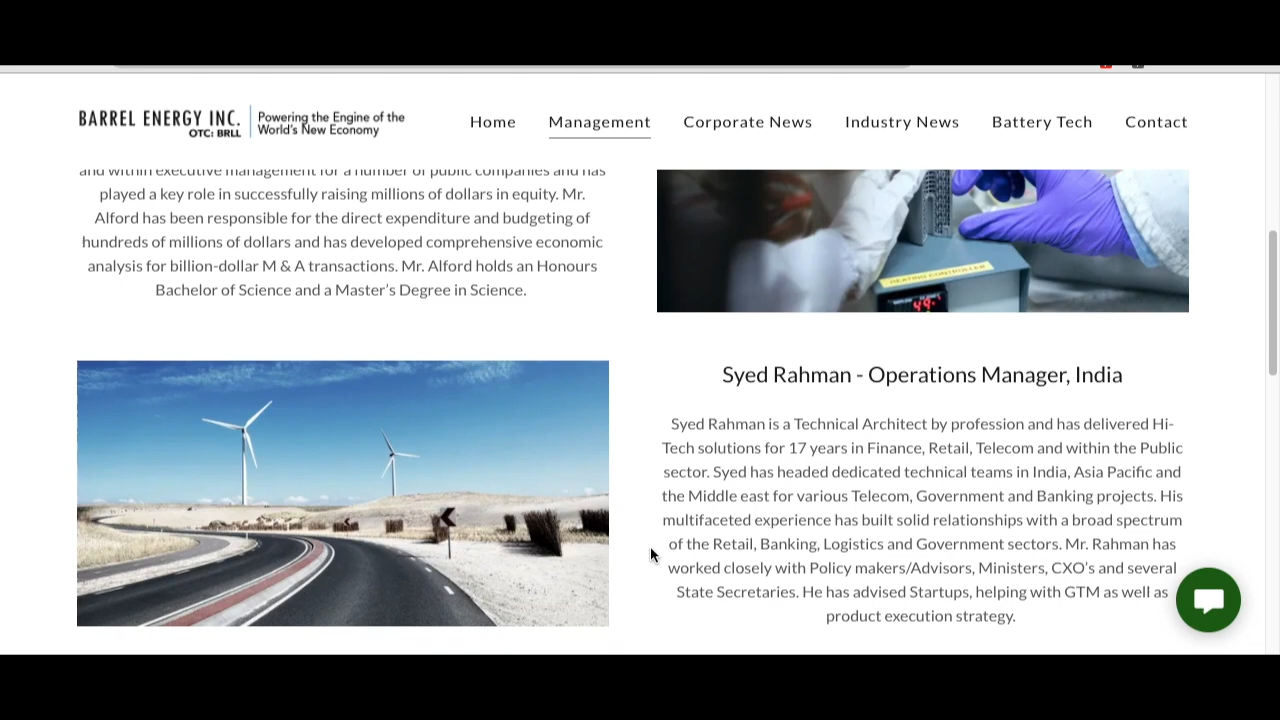 BARREL ENERGY INC.
OTC: BRLL
Powering the Engine of the
World's New Economy
Home
Management
Corporate News
Industry News
Battery Tech
Contact
and within executive management for a number of public companies and has
played a key role in successfully raising millions of dollars in equity. Mr.
Alford has been responsible for the direct expenditure and budgeting of
hundreds of millions of dollars and has developed comprehensive economic
analysis for billion-dollar M & A transactions. Mr. Alford holds an Honours
Bachelor of Science and a Master’s Degree in Science.
HEATING CONTROLLER
49.
Syed Rahman - Operations Manager, India
Syed Rahman is a Technical Architect by profession and has delivered Hi-
Tech solutions for 17 years in Finance, Retail, Telecom and within the Public
sector. Syed has headed dedicated technical teams in India, Asia Pacific and
the Middle east for various Telecom, Government and Banking projects. His
multifaceted experience has built solid relationships with a broad spectrum
of the Retail, Banking, Logistics and Government sectors. Mr. Rahman has
worked closely with Policy makers/Advisors, Ministers, CXO’s and several
State Secretaries. He has advised Startups, helping with GTM as well as
product execution strategy.